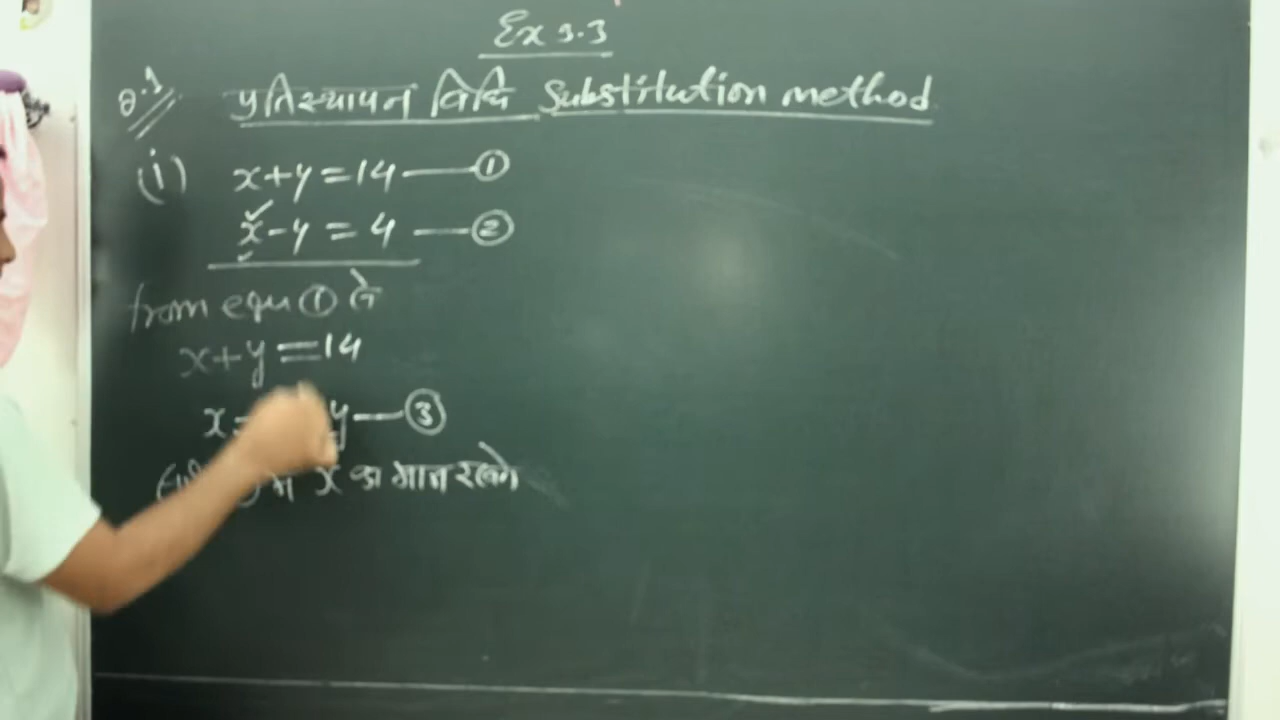 Ex 3.3
Q.1 प्रतिस्थापन विधि Substitution method
(i) x+y=14 — ①
x-y=4 — ②
from equ ① से
x+y=14
x= y — ③
में x का मान रखने